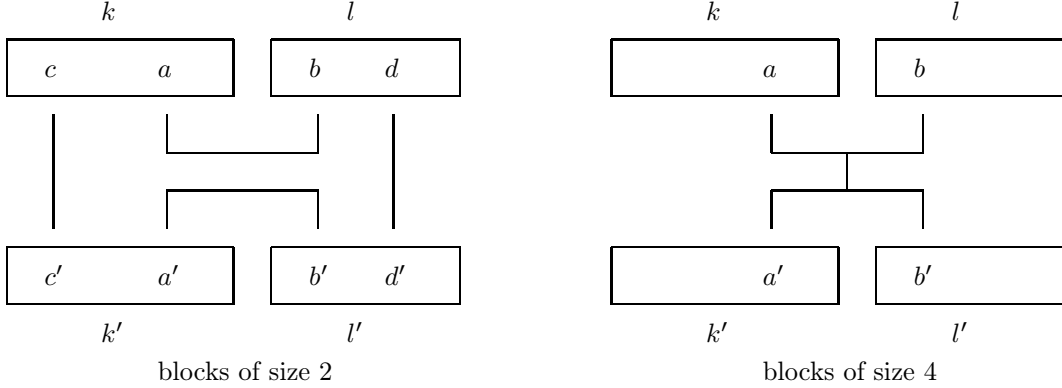 k l k l
c a b d a b
c′ a′ b′ d′ a′ b′
k′ l′ k′ l′
blocks of size 2 blocks of size 4